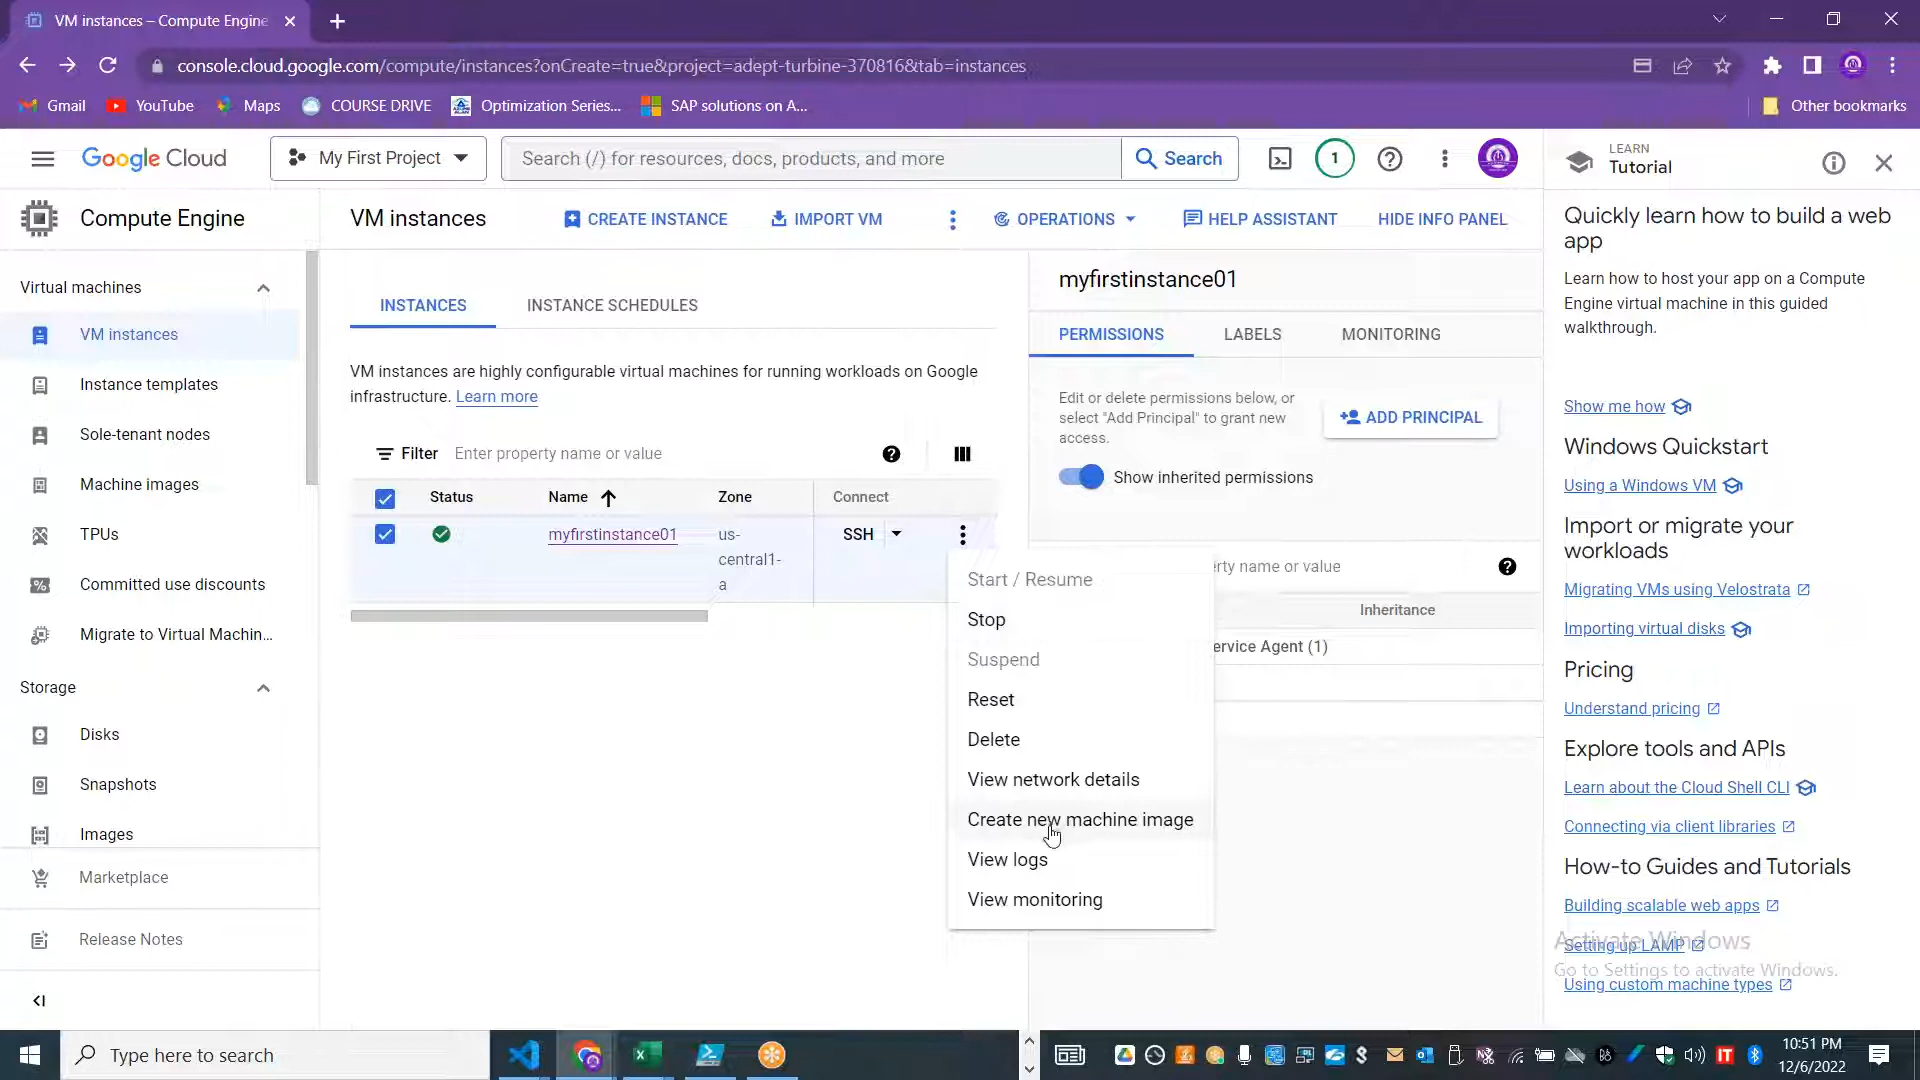 VM instances – Compute Engine
console.cloud.google.com/compute/instances?onCreate=true&project=adept-turbine-370816&tab=instances
Gmail
YouTube
Maps
COURSE DRIVE
Optimization Series...
SAP solutions on A...
Other bookmarks
Google Cloud
My First Project
Search (/) for resources, docs, products, and more
Search
1
LEARN
Tutorial
Compute Engine
VM instances
CREATE INSTANCE
IMPORT VM
OPERATIONS
HELP ASSISTANT
HIDE INFO PANEL
Virtual machines
VM instances
Instance templates
Sole-tenant nodes
Machine images
TPUs
Committed use discounts
Migrate to Virtual Machin...
Storage
Disks
Snapshots
Images
Marketplace
Release Notes
INSTANCES
INSTANCE SCHEDULES
VM instances are highly configurable virtual machines for running workloads on Google
infrastructure. Learn more
Filter
Enter property name or value
Status
Name
Zone
Connect
myfirstinstance01
us-
central1-
a
SSH
Start / Resume
Stop
Suspend
Reset
Delete
View network details
Create new machine image
View logs
View monitoring
myfirstinstance01
PERMISSIONS
LABELS
MONITORING
Edit or delete permissions below, or
select "Add Principal" to grant new
access.
ADD PRINCIPAL
Show inherited permissions
rty name or value
Inheritance
ervice Agent (1)
Quickly learn how to build a web
app
Learn how to host your app on a Compute
Engine virtual machine in this guided
walkthrough.
Show me how
Windows Quickstart
Using a Windows VM
Import or migrate your
workloads
Migrating VMs using Velostrata
Importing virtual disks
Pricing
Understand pricing
Explore tools and APIs
Learn about the Cloud Shell CLI
Connecting via client libraries
How-to Guides and Tutorials
Building scalable web apps
Setting up LAMP
Using custom machine types
Activate Windows
Go to Settings to activate Windows.
Type here to search
10:51 PM
12/6/2022